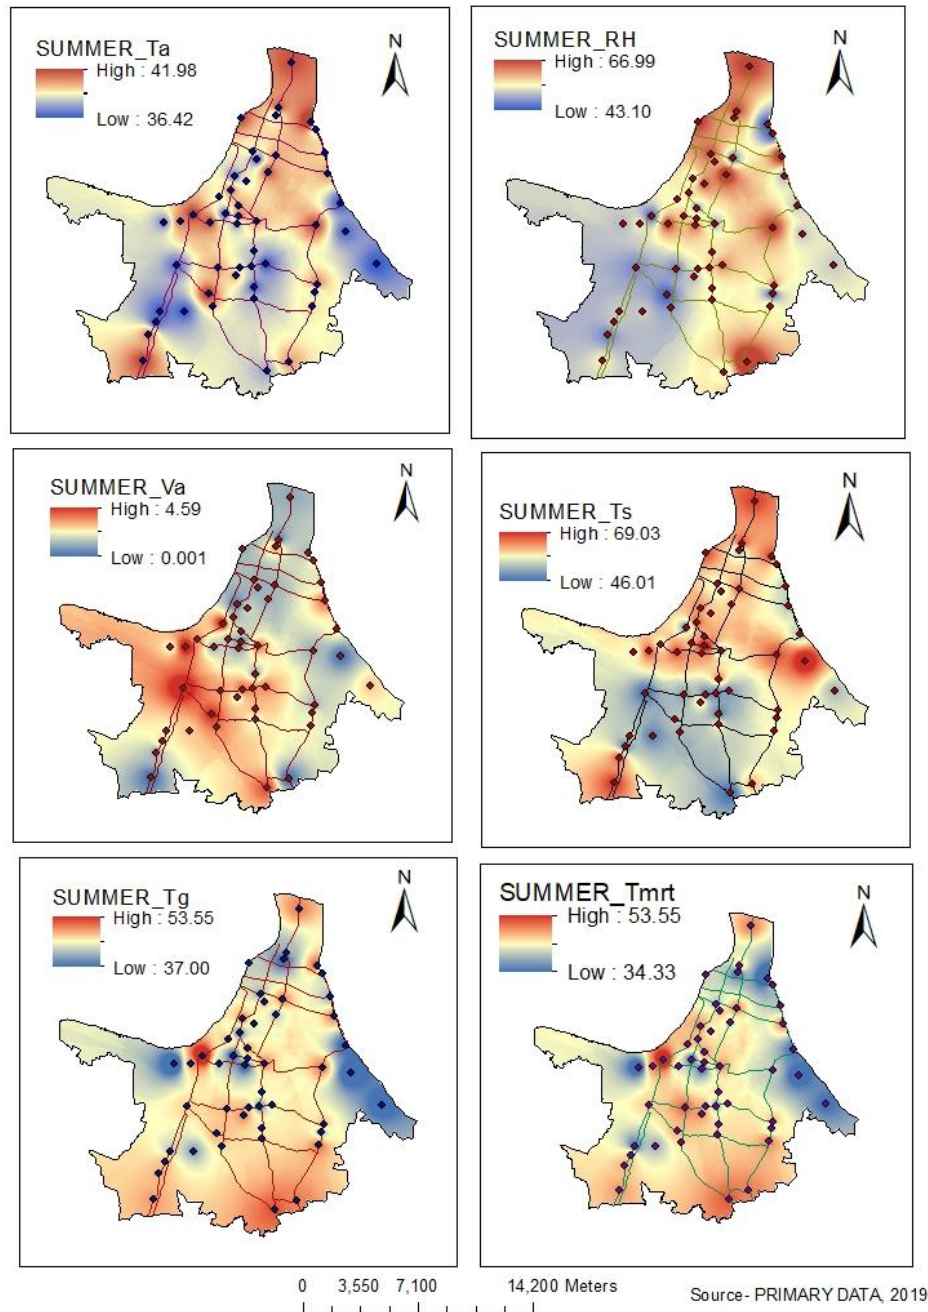 SUMMER_Ta
High : 41.98
Low : 36.42
N
SUMMER_RH
High : 66.99
Low : 43.10
N
SUMMER_Va
High : 4.59
Low : 0.001
N
SUMMER_Ts
High : 69.03
Low : 46.01
N
SUMMER_Tg
High : 53.55
Low : 37.00
N
SUMMER_Tmrt
High : 53.55
Low : 34.33
N
0 3,550 7,100 14,200 Meters
Source- PRIMARY DATA, 2019